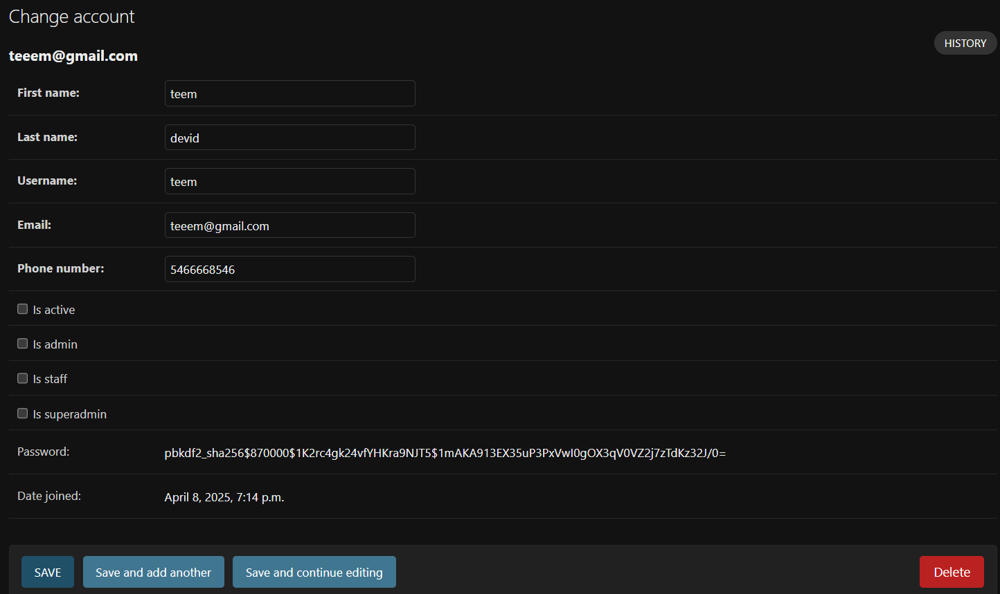 Change account
HISTORY
teeem@gmail.com
First name:
teem
Last name:
devid
Username:
teem
Email:
teeem@gmail.com
Phone number:
5466668546
Is active
Is admin
Is staff
Is superadmin
Password:
pbkdf2_sha256$870000$1K2rc4gk24vfYHKra9NJT5$1mAKA913EX35uP3PxVwI0gOX3qV0VZ2j7zTdKz32J/0=
Date joined:
April 8, 2025, 7:14 p.m.
SAVE
Save and add another
Save and continue editing
Delete